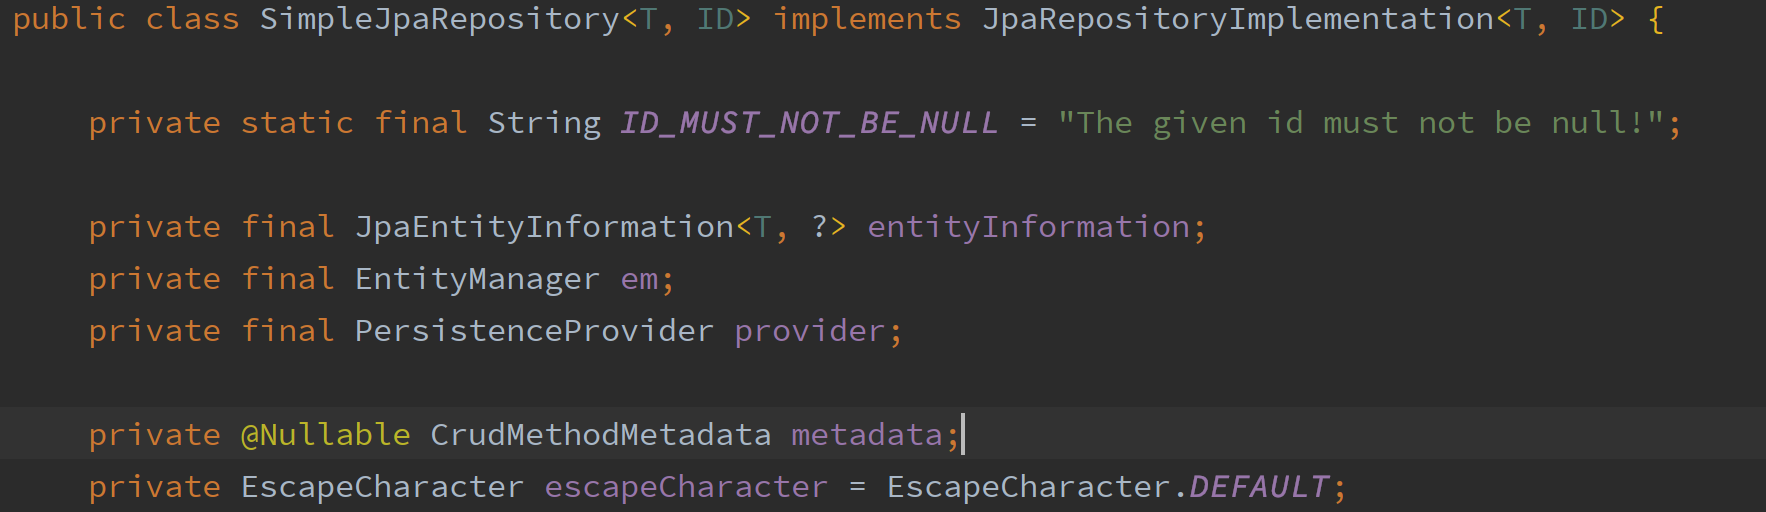 public class SimpleJpaRepository<T, ID> implements JpaRepositoryImplementation<T, ID> {
private static final String ID_MUST_NOT_BE_NULL = "The given id must not be null!";
private final JpaEntityInformation<T, ?> entityInformation;
private final EntityManager em;
private final PersistenceProvider provider;
private @Nullable CrudMethodMetadata metadata;
private EscapeCharacter escapeCharacter = EscapeCharacter.DEFAULT;